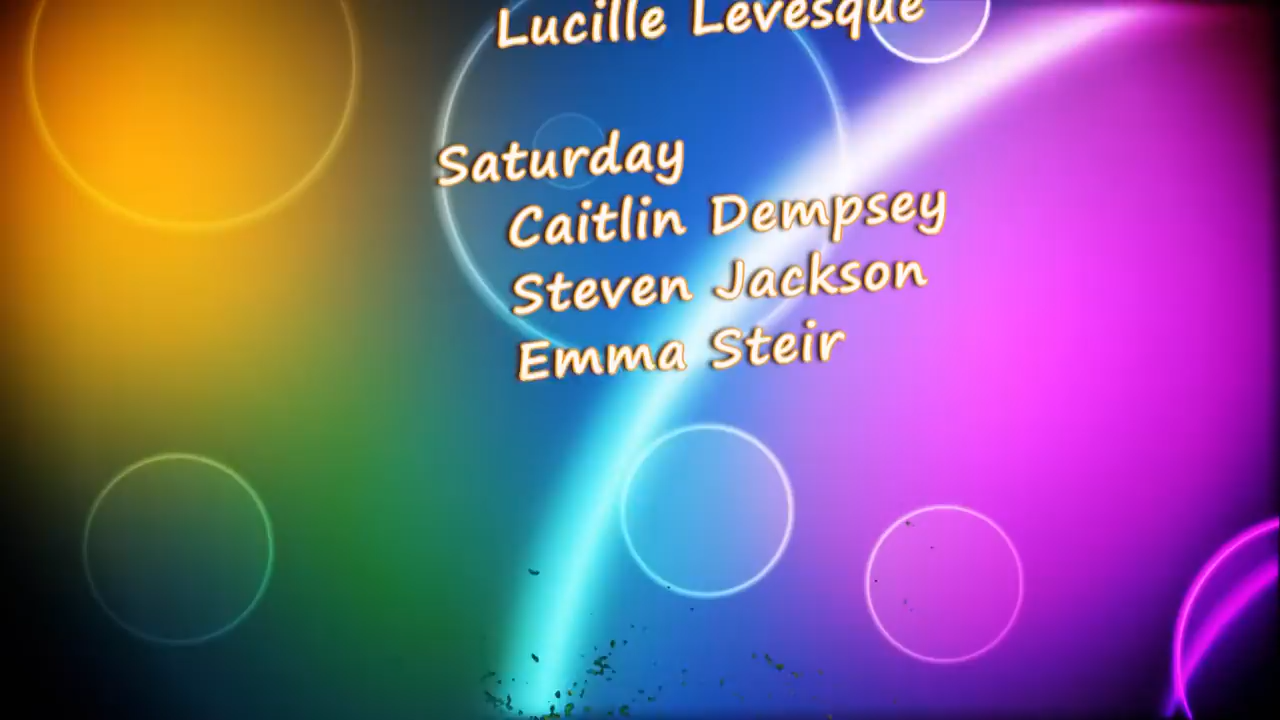 Lucille Levesque
Saturday
Caitlin Dempsey
Steven Jackson
Emma Steir